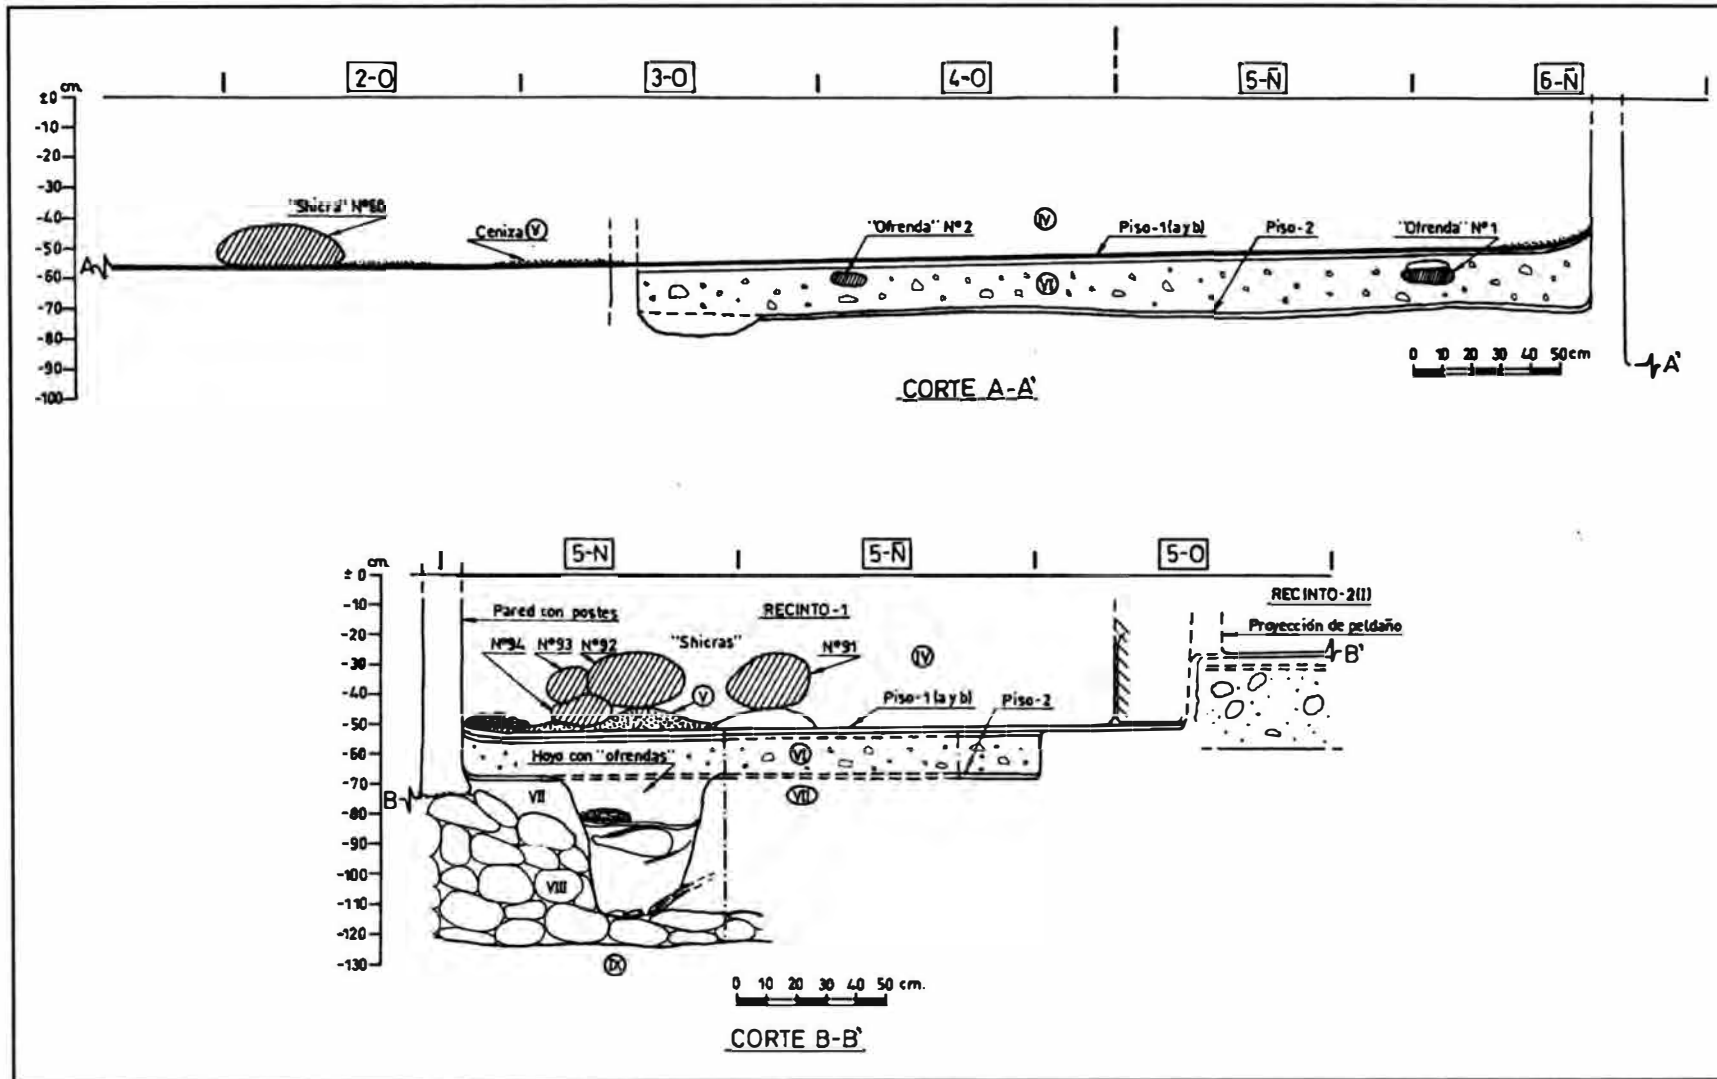 2-O 3-O 4-O 5-Ñ 6-Ñ
cm.
±0
-10
-20
-30
-40
-50
-60
-70
-80
-90
-100
"Shicra" Nº60
Ceniza V
"Ofrenda" Nº2
IV
Piso-1(a y b)
Piso-2
"Ofrenda" Nº1
A
VI
0 10 20 30 40 50cm
A'
CORTE A-A'
5-N 5-Ñ 5-O
cm.
±0
-10
-20
-30
-40
-50
-60
-70
-80
-90
-100
-110
-120
-130
Pared con postes
RECINTO-1
RECINTO-2(I)
Proyección de peldaño
Nº94 Nº93 Nº92 "Shicras" Nº91
IV
B'
V
Piso-1(a y b)
Piso-2
Hoyo con "ofrendas"
VI
B
VII
VII
VIII
IX
0 10 20 30 40 50 cm.
CORTE B-B'